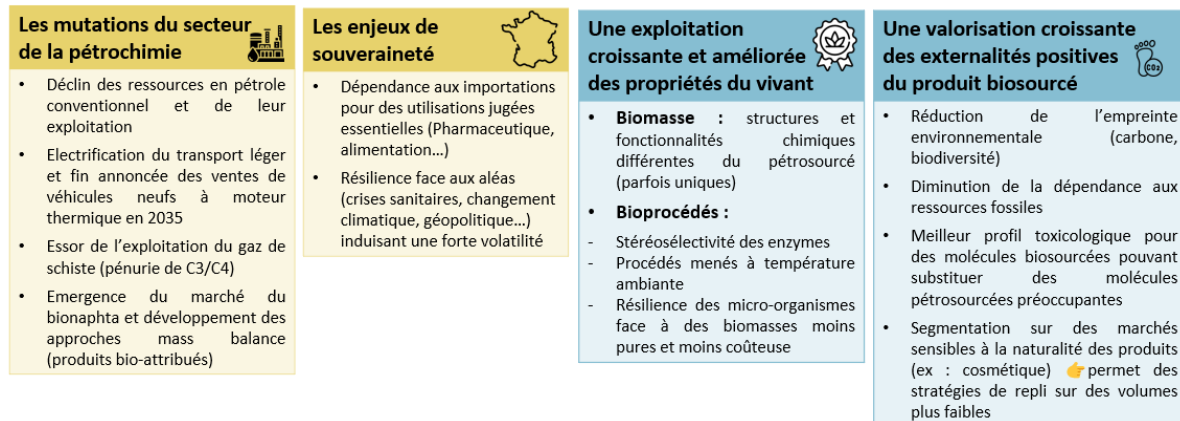 Les mutations du secteur
de la pétrochimie
• Déclin des ressources en pétrole
conventionnel et de leur
exploitation
• Electrification du transport léger
et fin annoncée des ventes de
véhicules neufs à moteur
thermique en 2035
• Essor de l'exploitation du gaz de
schiste (pénurie de C3/C4)
• Emergence du marché du
bionaphta et développement des
approches mass balance
(produits bio-attribués)
Les enjeux de
souveraineté
• Dépendance aux importations
pour des utilisations jugées
essentielles (Pharmaceutique,
alimentation…)
• Résilience face aux aléas
(crises sanitaires, changement
climatique, géopolitique…)
induisant une forte volatilité
Une exploitation
croissante et améliorée
des propriétés du vivant
• Biomasse : structures et
fonctionnalités chimiques
différentes du pétrosourcé
(parfois uniques)
• Bioprocédés :
- Stéréosélectivité des enzymes
- Procédés menés à température
ambiante
- Résilience des micro-organismes
face à des biomasses moins
pures et moins coûteuse
Une valorisation croissante
des externalités positives
du produit biosourcé
CO2
• Réduction de l'empreinte
environnementale (carbone,
biodiversité)
• Diminution de la dépendance aux
ressources fossiles
• Meilleur profil toxicologique pour
des molécules biosourcées pouvant
substituer des molécules
pétrosourcées préoccupantes
• Segmentation sur des marchés
sensibles à la naturalité des produits
(ex : cosmétique) 👉 permet des
stratégies de repli sur des volumes
plus faibles